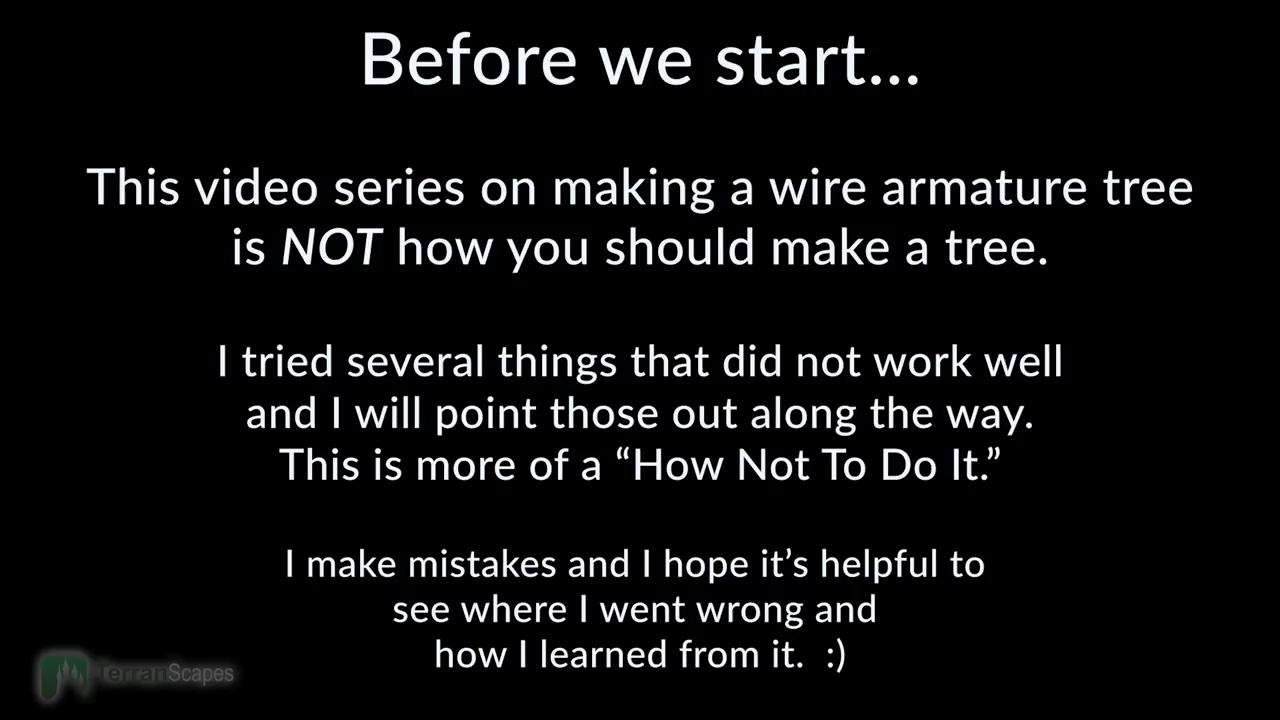 Before we start...
This video series on making a wire armature tree
is NOT how you should make a tree.
I tried several things that did not work well
and I will point those out along the way.
This is more of a “How Not To Do It.”
I make mistakes and I hope it’s helpful to
see where I went wrong and
how I learned from it.  :)
TerranScapes